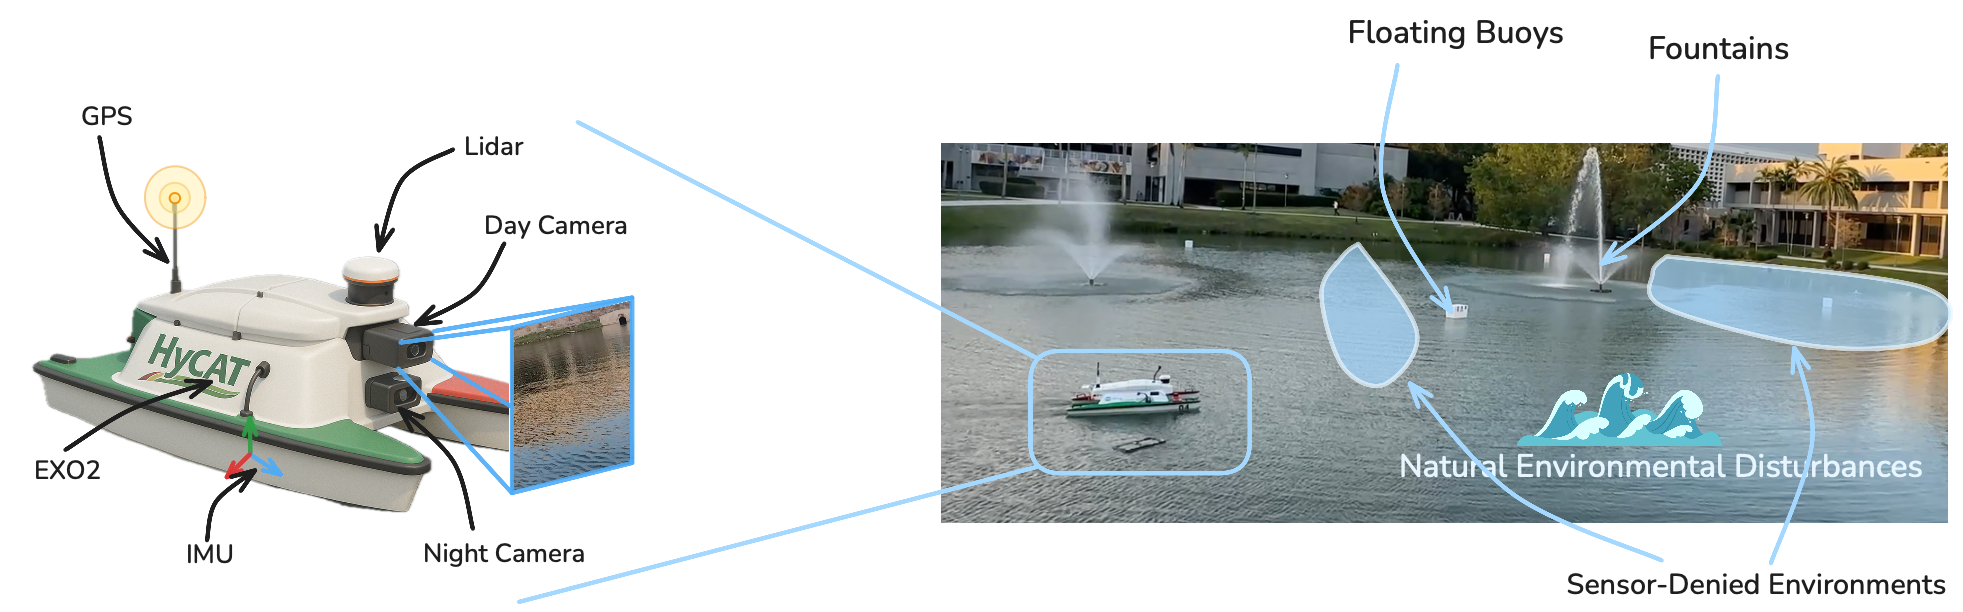 Floating Buoys
Fountains
GPS
Lidar
Day Camera
HyCAT
EXO2
IMU
Night Camera
Natural Environmental Disturbances
Sensor-Denied Environments